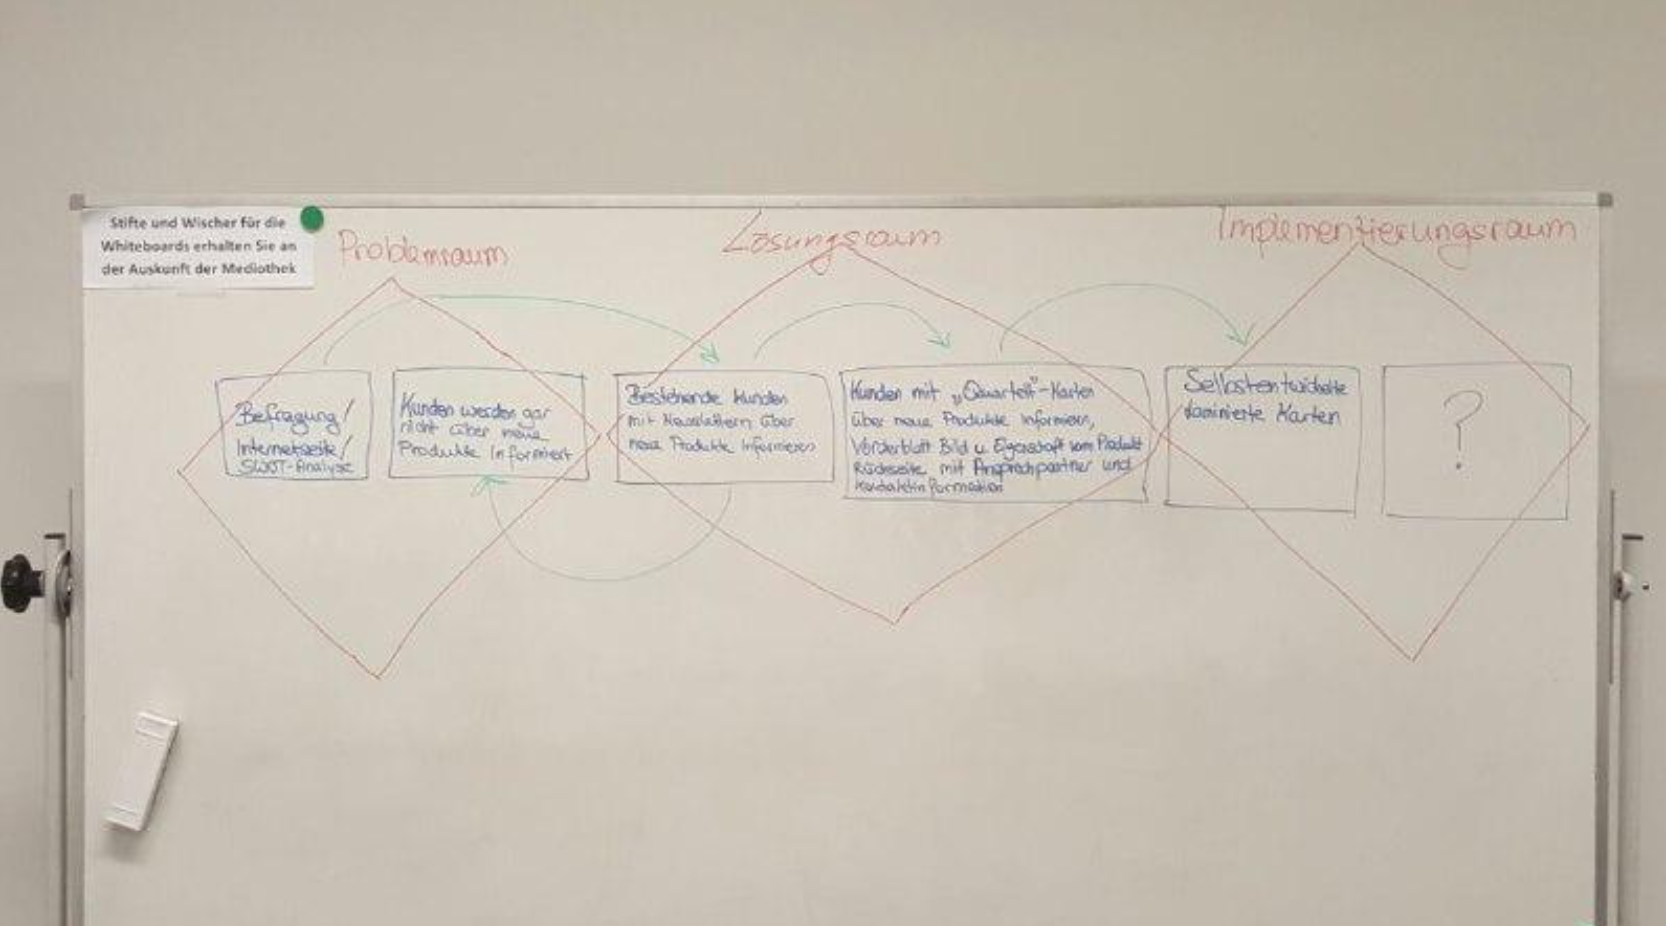 Stifte und Wischer für die
Whiteboards erhalten Sie an
der Auskunft der Mediothek
Problemraum
Lösungsraum
Implementierungsraum
Befragung/
Internetseite/
SWOT-Analyse
Kunden werden gar
nicht über neue
Produkte informiert
Bestehende Kunden
mit Newslettern über
neue Produkte informieren
Kunden mit „Quartett"-Karten
über neue Produkte informieren,
Vorderblatt Bild u. Eigenschaft vom Produkt
Rückseite mit Ansprechpartner und
Kontaktinformation
Selbstentwickelte
laminierte Karten
?